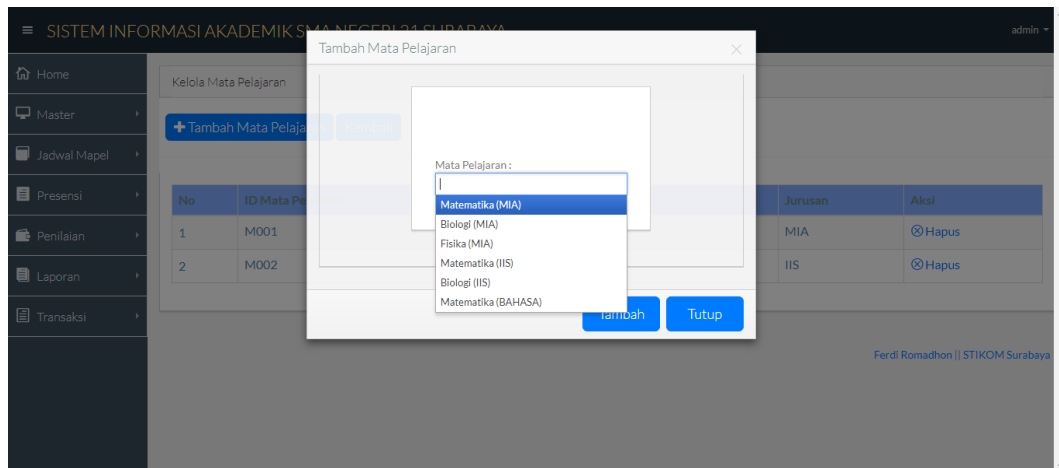 SISTEM INFORMASI AKADEMIK SMA NEGERI 21 SURABAYA
admin
Tambah Mata Pelajaran
Home
Master
Jadwal Mapel
Presensi
Penilaian
Laporan
Transaksi
Kelola Mata Pelajaran
Tambah Mata Pelajaran
Mata Pelajaran :
Matematika (MIA)
Biologi (MIA)
Fisika (MIA)
Matematika (IIS)
Biologi (IIS)
Matematika (BAHASA)
Tambah
Tutup
No ID Mata Pe Jurusan Aksi
1 M001 MIA Hapus
2 M002 IIS Hapus
Ferdi Romadhon || STIKOM Surabaya